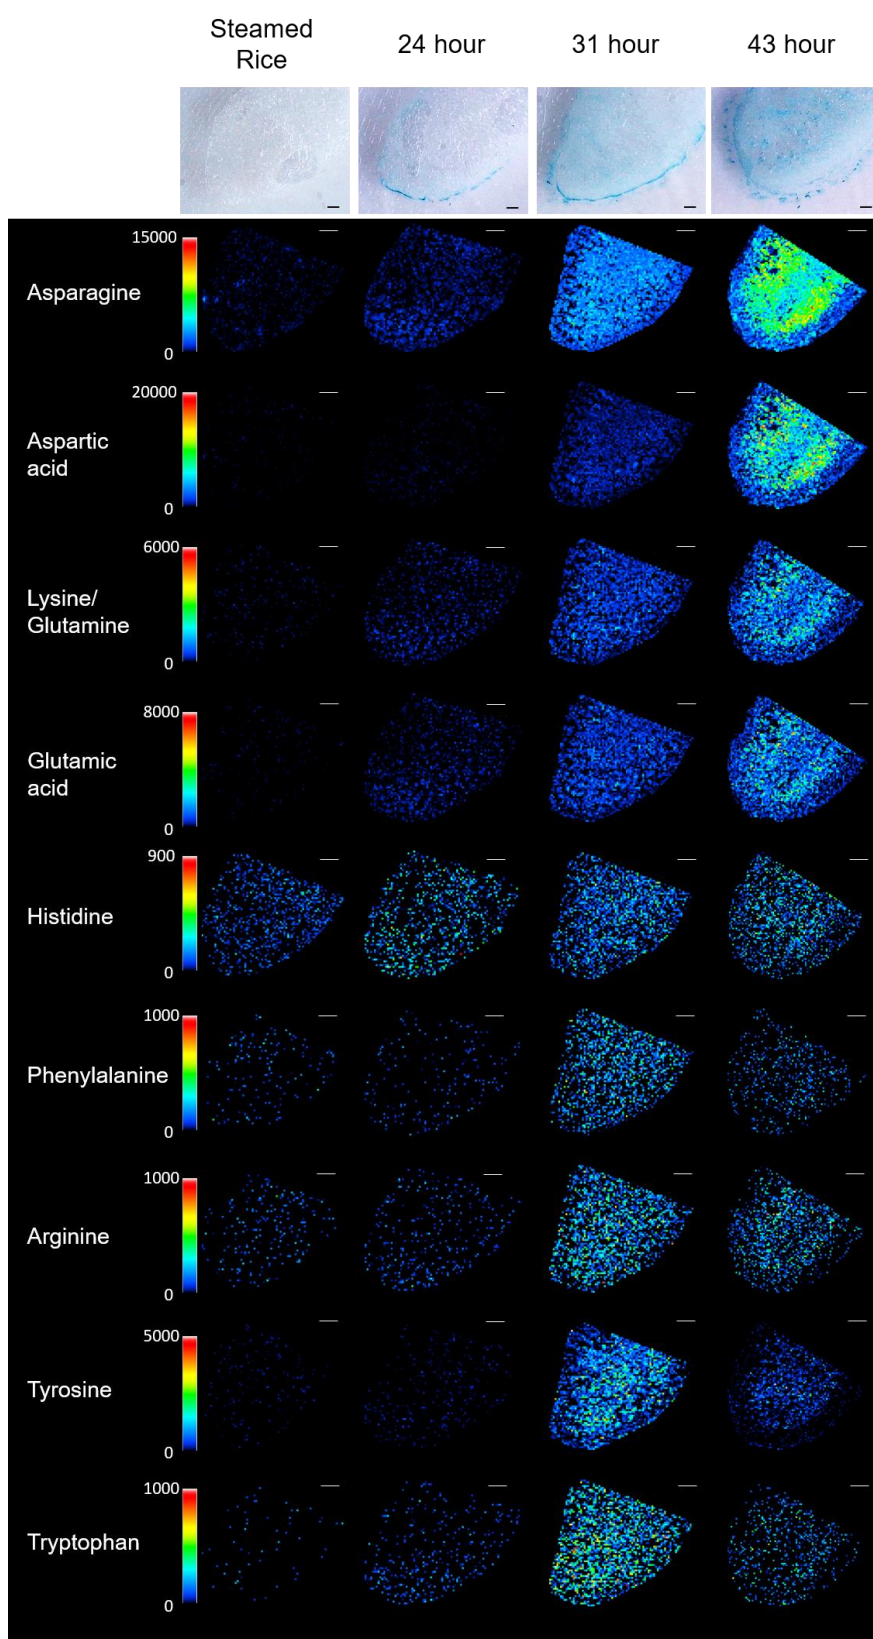 Steamed
Rice
24 hour
31 hour
43 hour
15000
Asparagine
0
20000
Aspartic
acid
0
6000
Lysine/
Glutamine
0
8000
Glutamic
acid
0
900
Histidine
0
1000
Phenylalanine
0
1000
Arginine
0
5000
Tyrosine
0
1000
Tryptophan
0